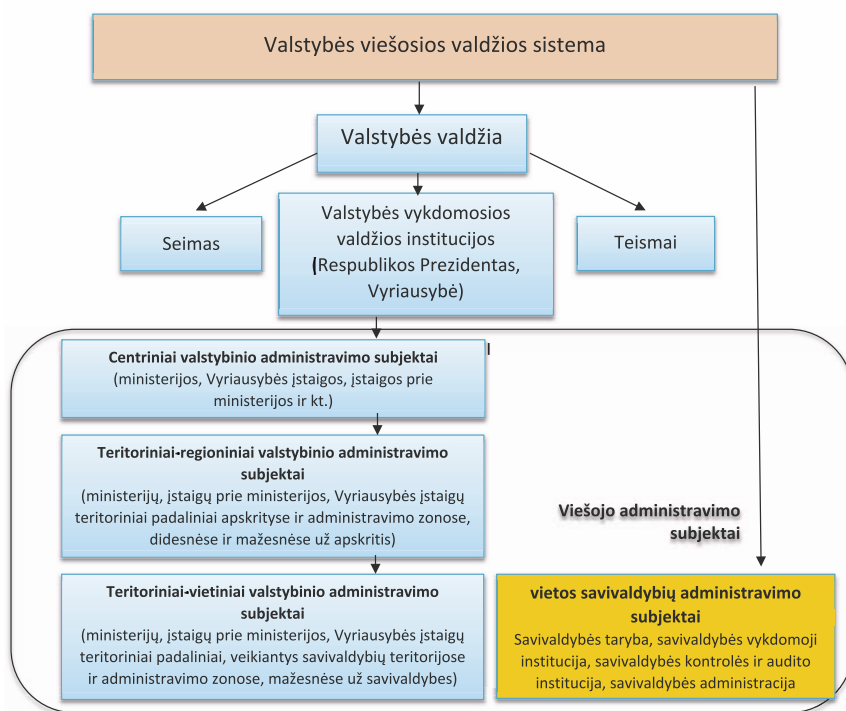 Valstybės viešosios valdžios sistema
Valstybės valdžia
Seimas
Valstybės vykdomosios
valdžios institucijos
(Respublikos Prezidentas,
Vyriausybė)
Teismai
Centriniai valstybinio administravimo subjektai
(ministerijos, Vyriausybės įstaigos, įstaigos prie
ministerijos ir kt.)
l
Teritoriniai-regioniniai valstybinio administravimo
subjektai
(ministerijų, įstaigų prie ministerijos, Vyriausybės įstaigų
teritoriniai padaliniai apskrityse ir administravimo zonose,
didesnėse ir mažesnėse už apskritis)
Viešojo administravimo
subjektai
Teritoriniai-vietiniai valstybinio administravimo
subjektai
(ministerijų, įstaigų prie ministerijos, Vyriausybės įstaigų
teritoriniai padaliniai, veikiantys savivaldybių teritorijose
ir administravimo zonose, mažesnėse už savivaldybes)
vietos savivaldybių administravimo
subjektai
Savivaldybės taryba, savivaldybės vykdomoji
institucija, savivaldybės kontrolės ir audito
institucija, savivaldybės administracija